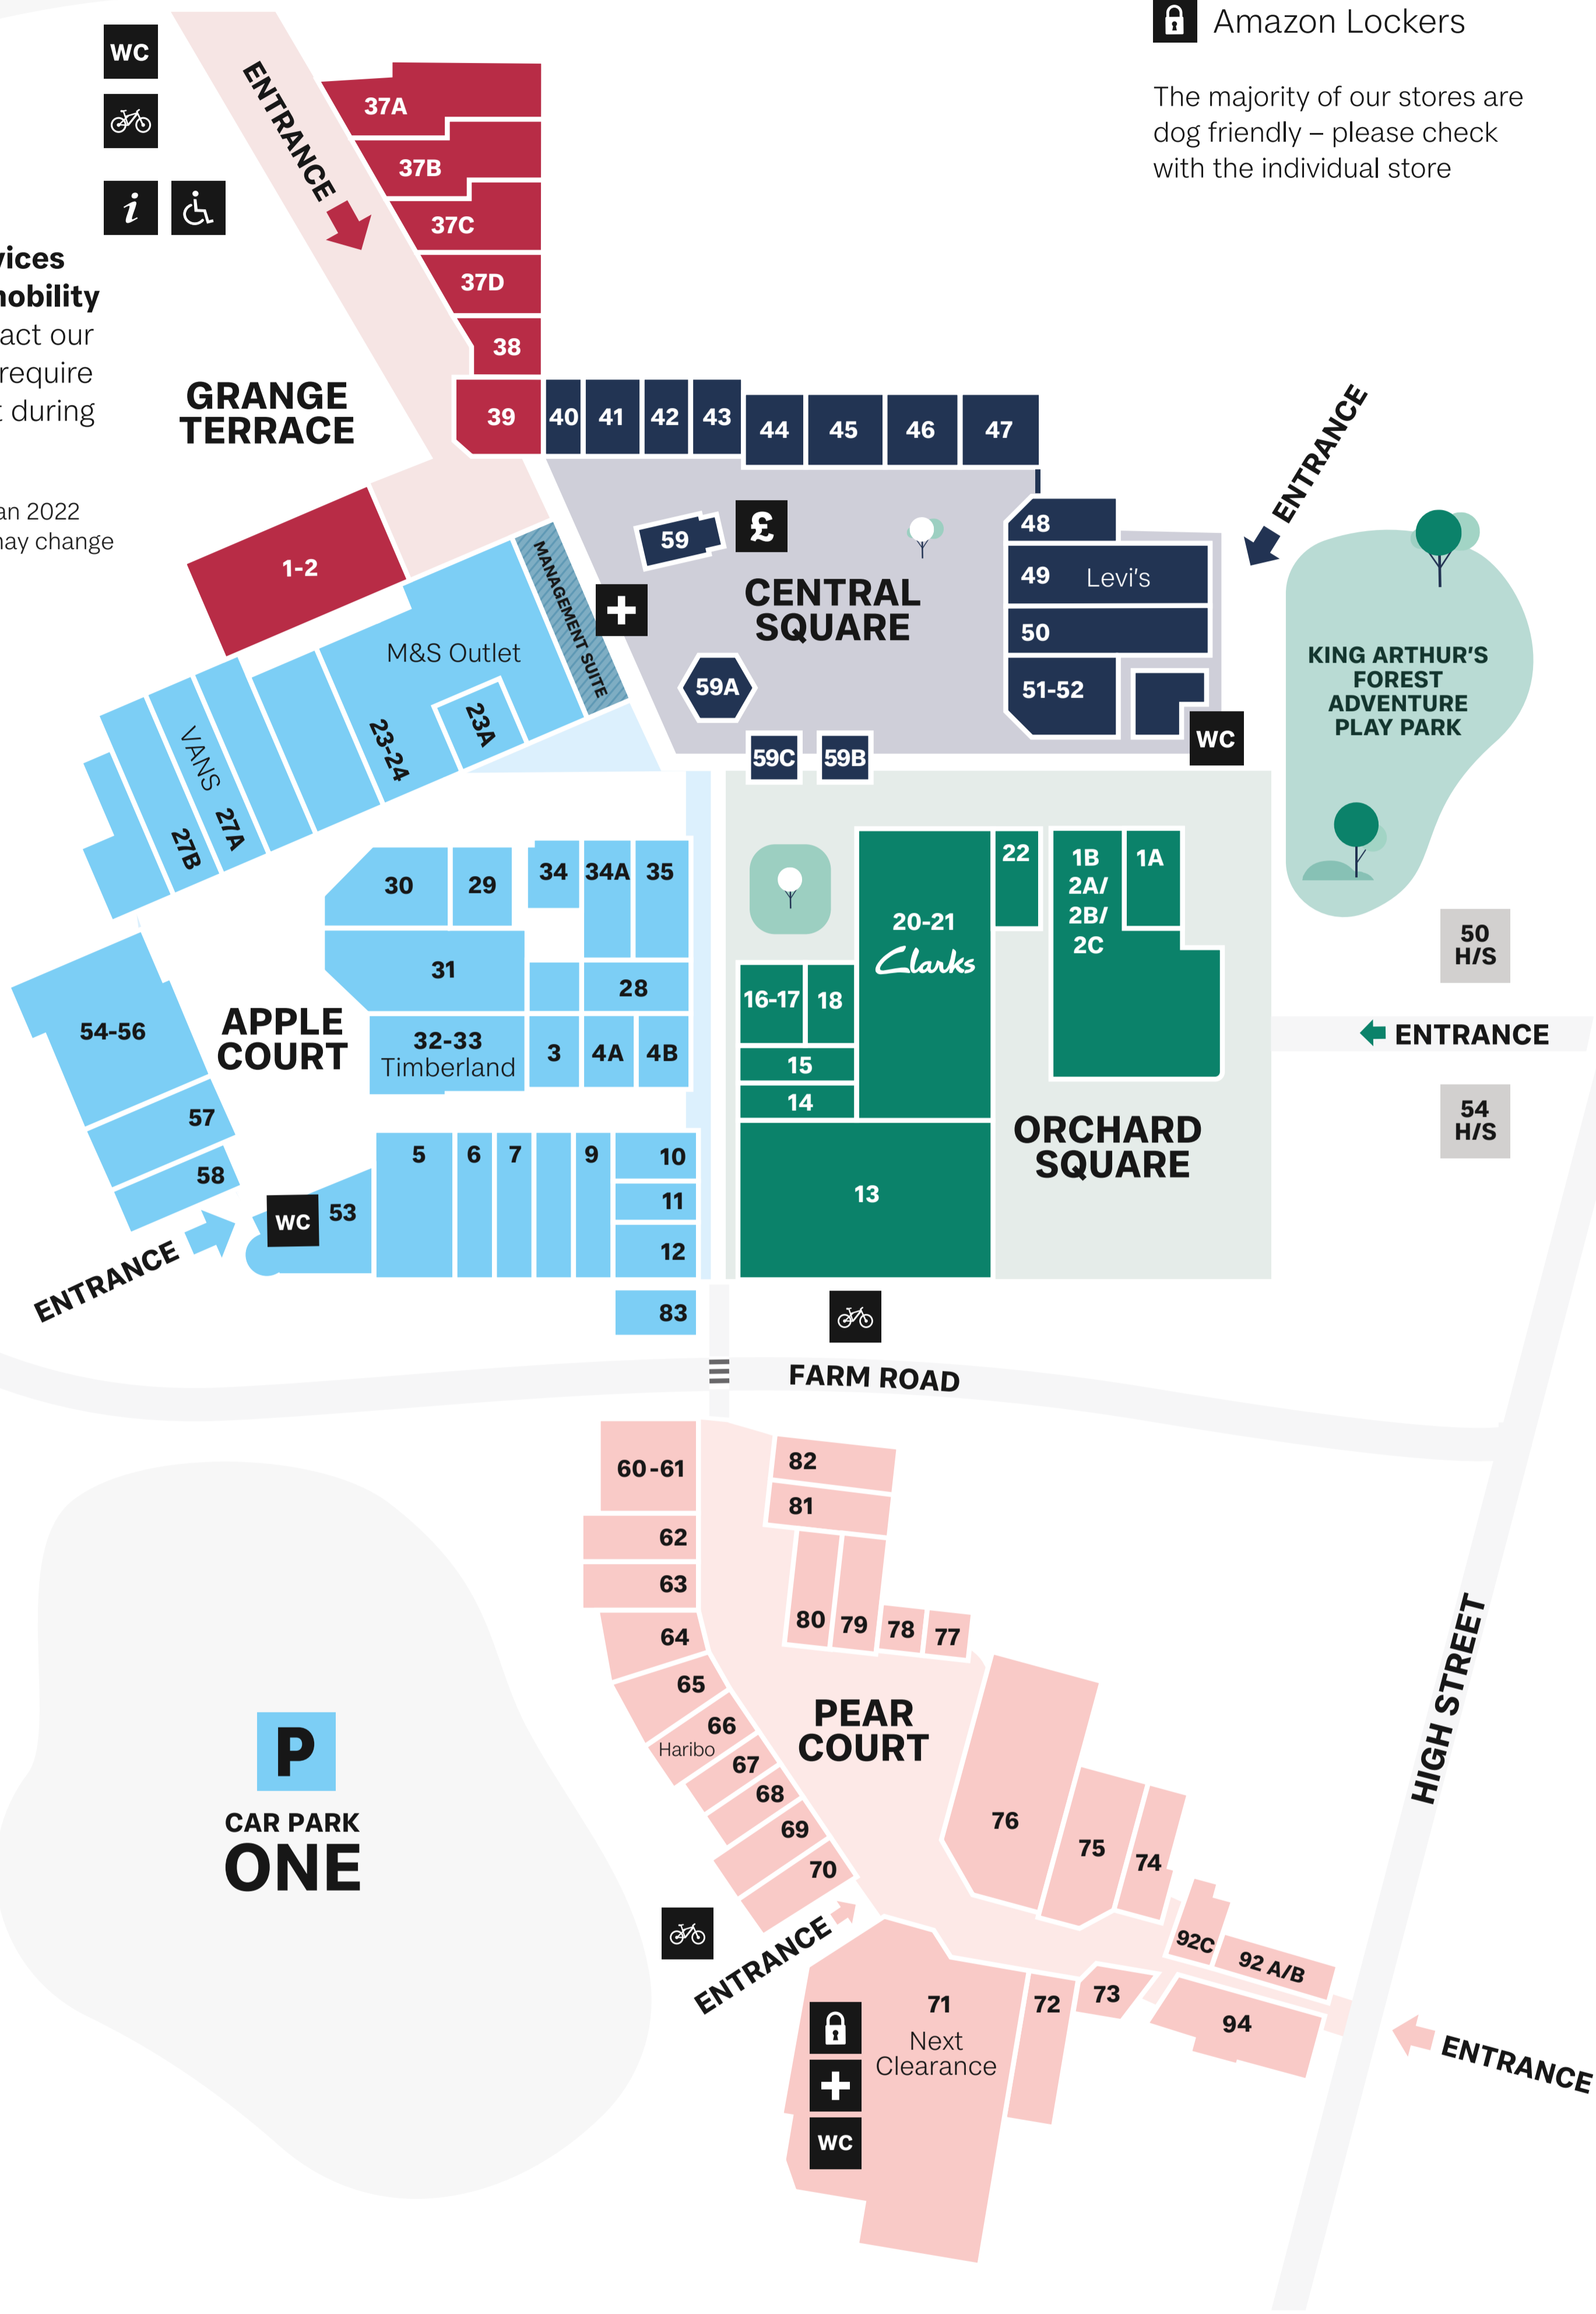 Amazon Lockers
The majority of our stores are
dog friendly – please check
with the individual store
WC
ENTRANCE
i
37A
37B
37C
37D
38
39
GRANGE
TERRACE
1-2
40
41
42
43
44
45
46
47
ENTRANCE
48
49 Levi's
50
51-52
WC
59
£
CENTRAL
SQUARE
59A
59C
59B
MANAGEMENT SUITE
M&S Outlet
23A
23-24
VANS 27A
27B
KING ARTHUR'S
FOREST
ADVENTURE
PLAY PARK
30
29
34
34A
35
31
28
32-33
Timberland
3
4A
4B
APPLE
COURT
54-56
57
58
ENTRANCE
WC
53
5
6
7
9
10
11
12
83
20-21
Clarks
22
1B
2A/
2B/
2C
1A
16-17
18
15
14
13
ORCHARD
SQUARE
50
H/S
ENTRANCE
54
H/S
FARM ROAD
60-61
62
63
64
65
66
Haribo
67
68
69
70
82
81
80
79
78
77
PEAR
COURT
76
75
74
92C
92 A/B
73
72
94
71
Next
Clearance
WC
ENTRANCE
ENTRANCE
HIGH STREET
P
CAR PARK
ONE
vices
nobility
act our
require
t during
an 2022
nay change